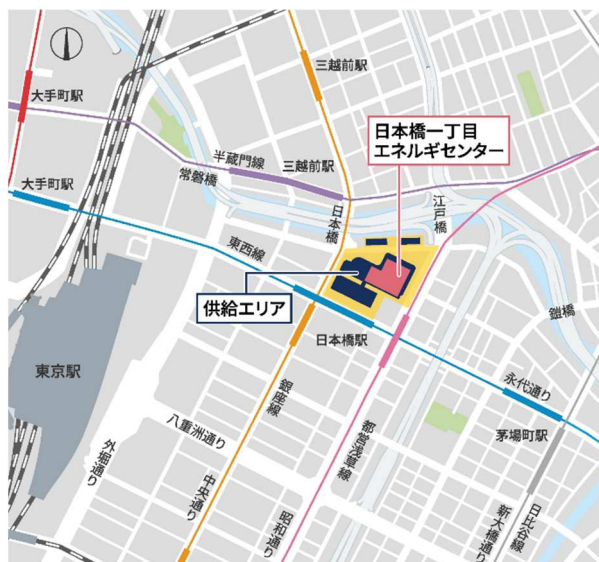 三越前駅
大手町駅
日本橋一丁目
エネルギセンター
半蔵門線
三越前駅
常磐橋
大手町駅
日本橋
江戸橋
東西線
供給エリア
鎧橋
日本橋駅
東京駅
永代通り
銀座線
八重洲通り
都営浅草線
茅場町駅
外堀通り
中央通り
昭和通り
新大橋通り
日比谷線